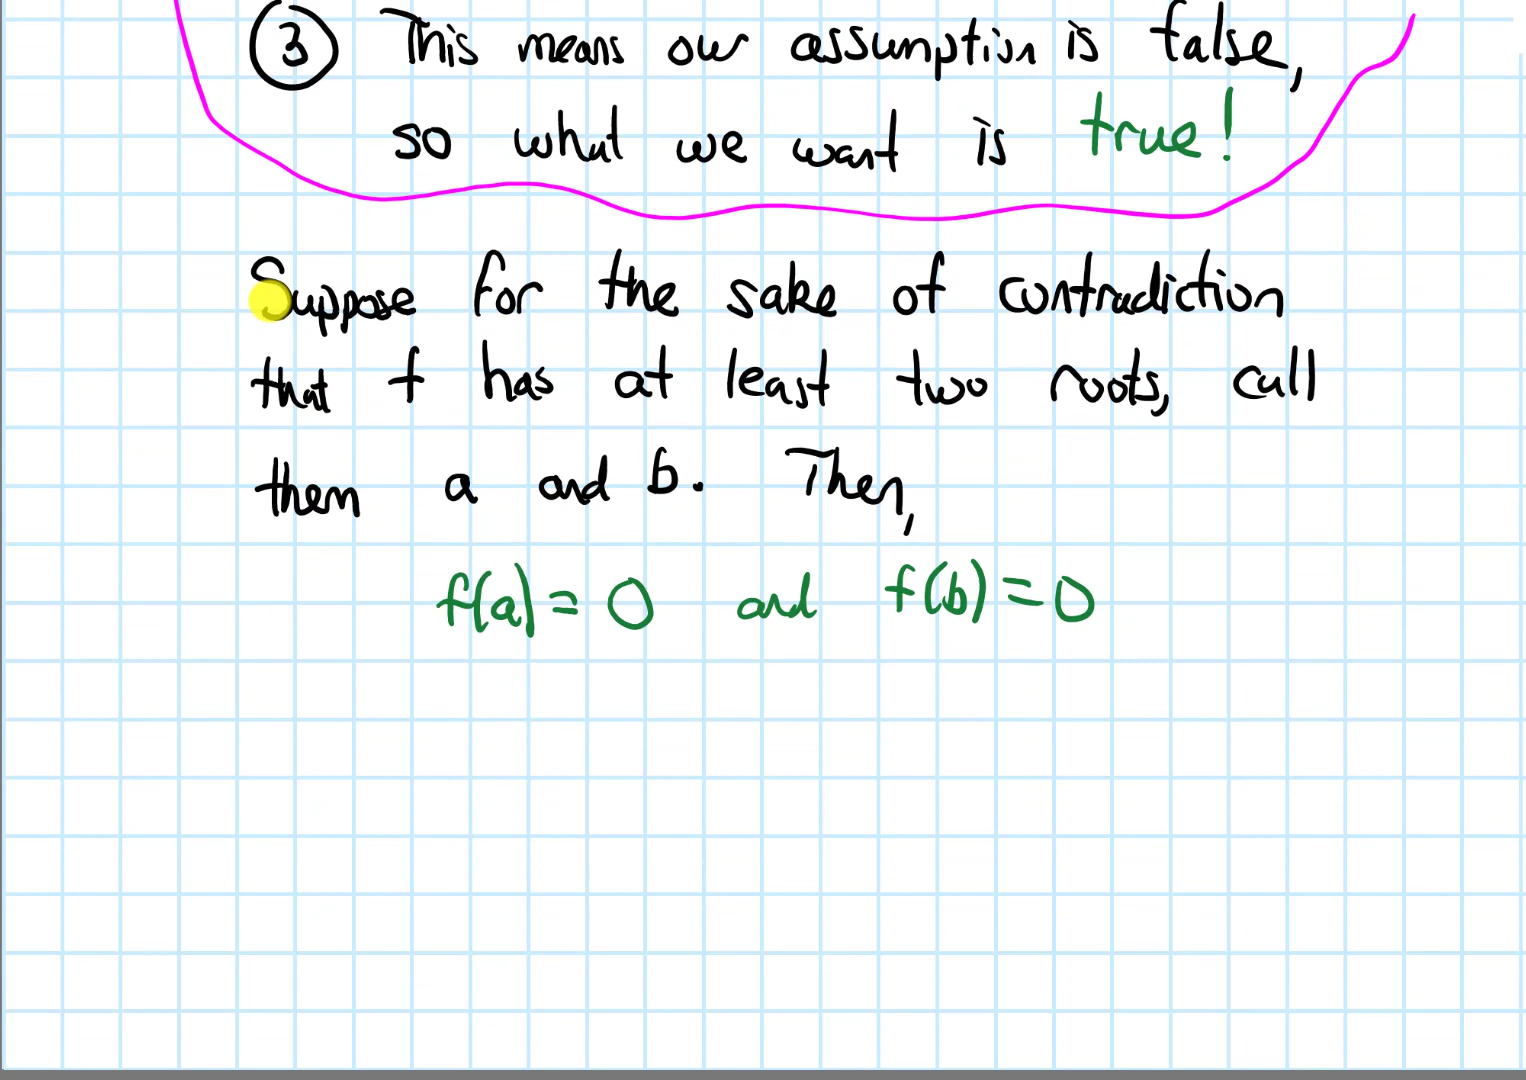 3 This means our assumption is false,
so what we want is true!
Suppose for the sake of contradiction
that f has at least two roots, call
them a and b. Then,
f(a) = 0 and f(b) = 0